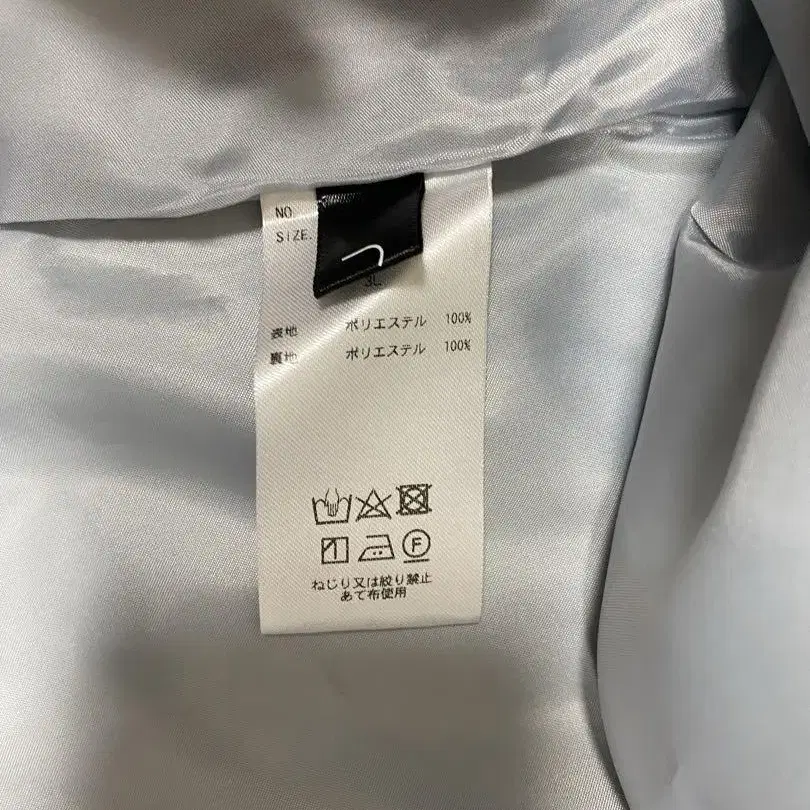 NO
SIZE.
3L
表地 ポリエステル 100%
裏地 ポリエステル 100%
F
ねじり又は絞り禁止
あて布使用